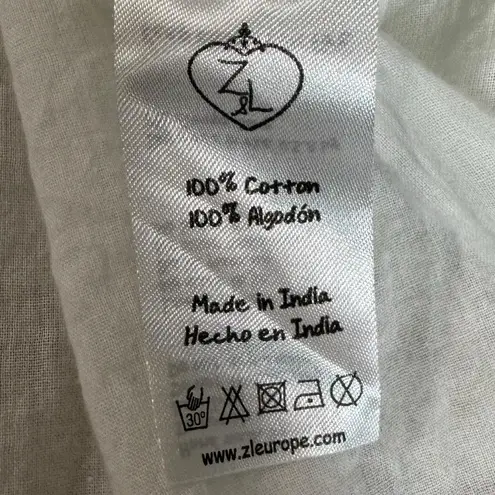 Z&L
100% Cotton
100% Algodón
Made in India
Hecho en India
30°
www.zleurope.com